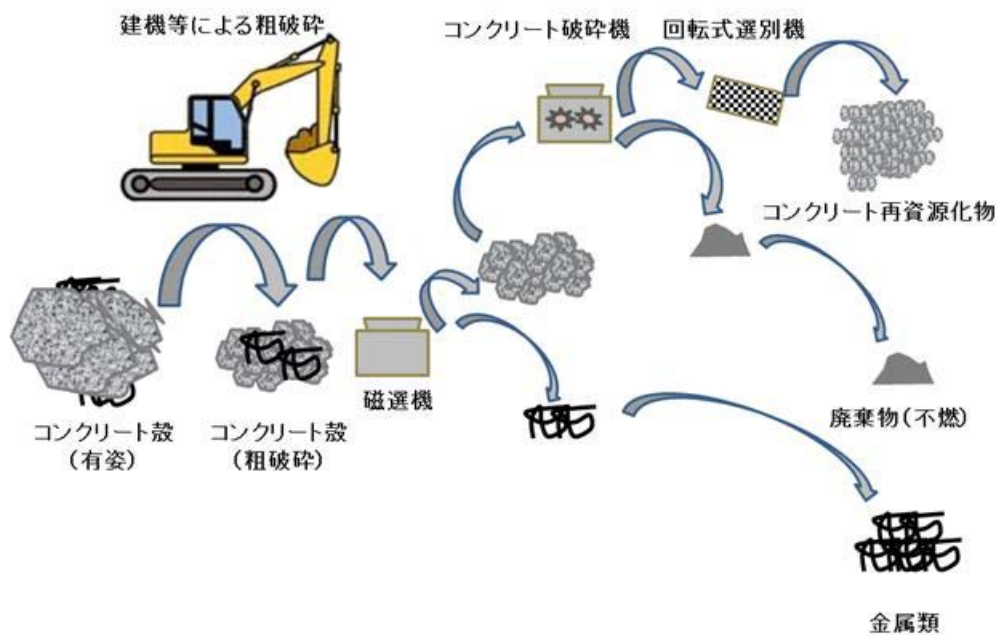 建機等による粗破砕
コンクリート破砕機
回転式選別機
コンクリート再資源化物
コンクリート殻
(有姿)
コンクリート殻
(粗破砕)
磁選機
廃棄物(不燃)
金属類